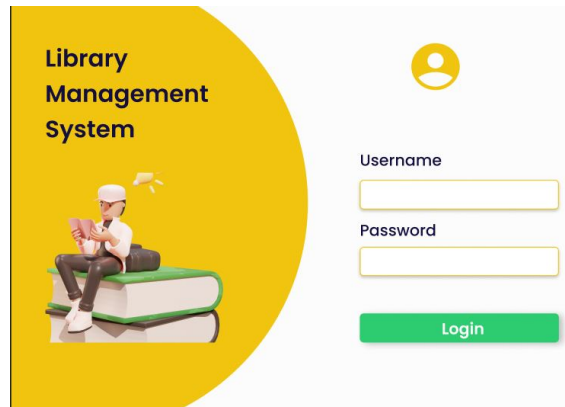 Library
Management
System
Username
Password
Login